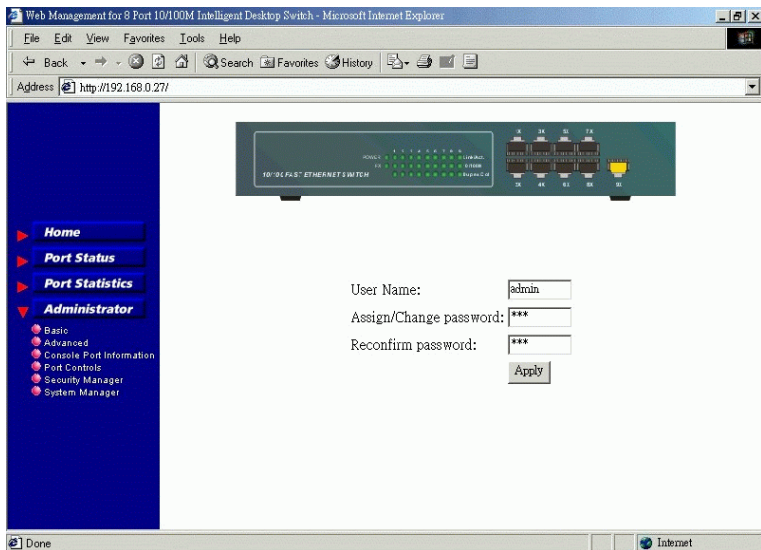 Web Management for 8 Port 10/100M Intelligent Desktop Switch - Microsoft Internet Explorer
File Edit View Favorites Tools Help
Back Search Favorites History
Address http://192.168.0.27/
10/100 FAST ETHERNET SWITCH
Home
Port Status
Port Statistics
Administrator
Basic
Advanced
Console Port Information
Port Controls
Security Manager
System Manager
User Name: admin
Assign/Change password: ***
Reconfirm password: ***
Apply
Done
Internet